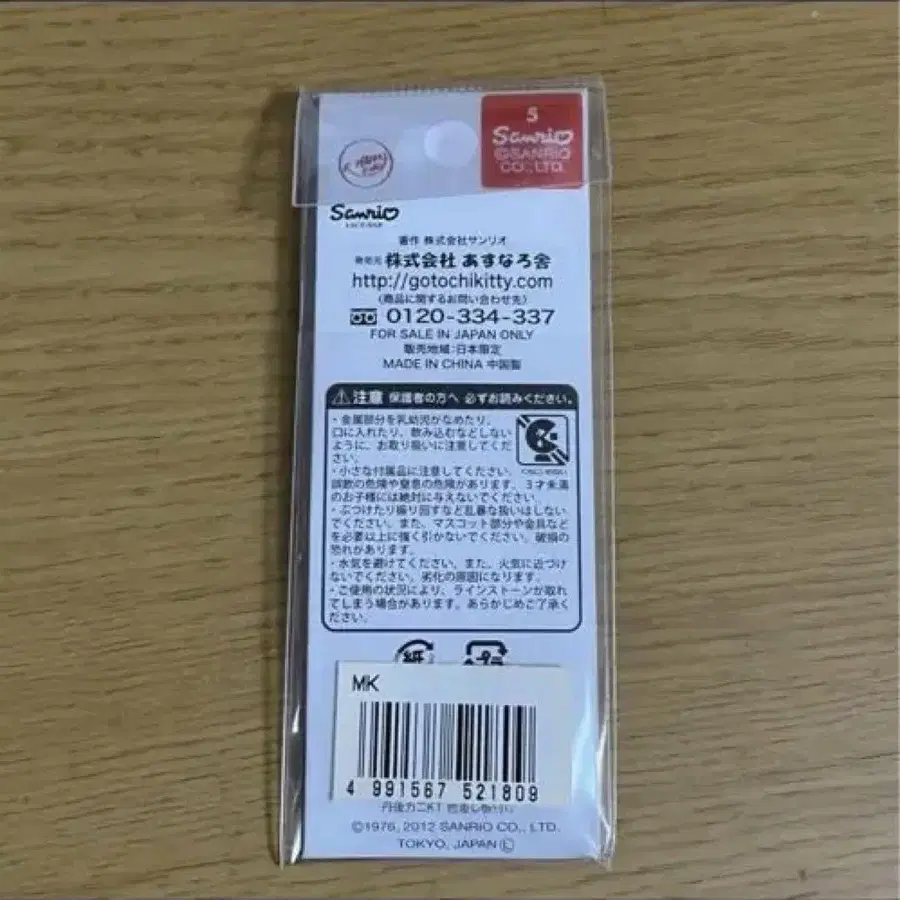 S
Sanrio
©SANRIO
CO., LTD.
Sanrio
著作 株式会社サンリオ
発売元 株式会社 あすなろ舎
http://gotochikitty.com
(商品に関するお問い合わせ先)
0120-334-337
FOR SALE IN JAPAN ONLY
販売地域:日本限定
MADE IN CHINA 中国製
注意 保護者の方へ 必ずお読みください。
・金属部分を乳幼児がなめたり、
口に入れたり、飲み込むなどしない
ように、お取り扱いに注意してくだ
さい。
・小さな付属品に注意してください。
誤飲の危険や窒息の危険があります。3才未満
のお子様には絶対に与えないでください。
・ぶつけたり振り回すなど乱暴な扱いはしない
でください。また、マスコット部分や金具など
を必要以上に強く引かないでください。破損の
恐れがあります。
・水気を避けてください。また、火気に近づけ
ないでください。劣化の原因になります。
・ご使用の状況により、ラインストーンが取れ
てしまう場合があります。あらかじめご了承く
ださい。
紙
プラ
MK
4 991567 521809
丹後カニKT
©1976, 2012 SANRIO CO., LTD.
TOKYO, JAPAN Ⓛ